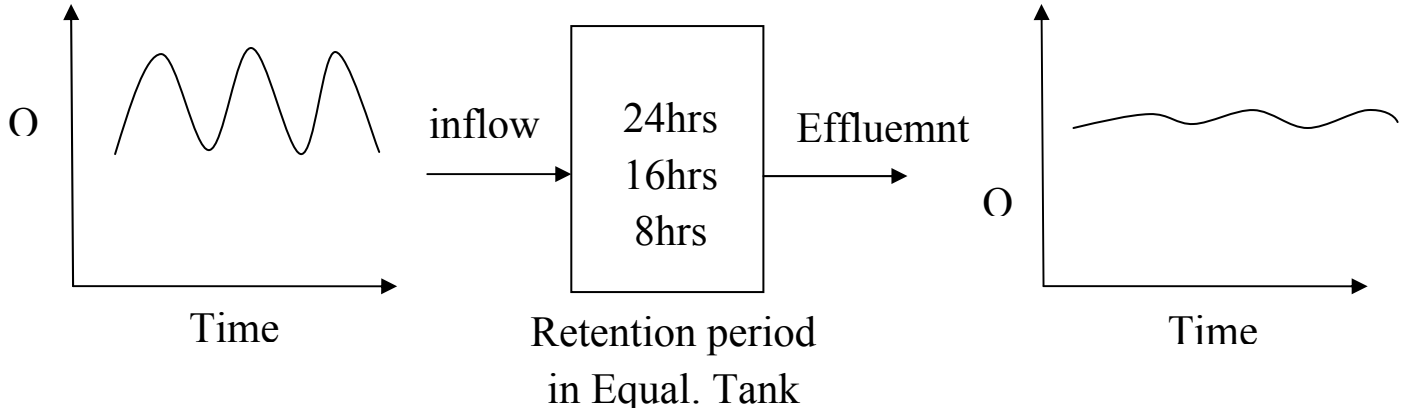 O
inflow
24hrs
16hrs
8hrs
Effluemnt
O
Time
Retention period
in Equal. Tank
Time